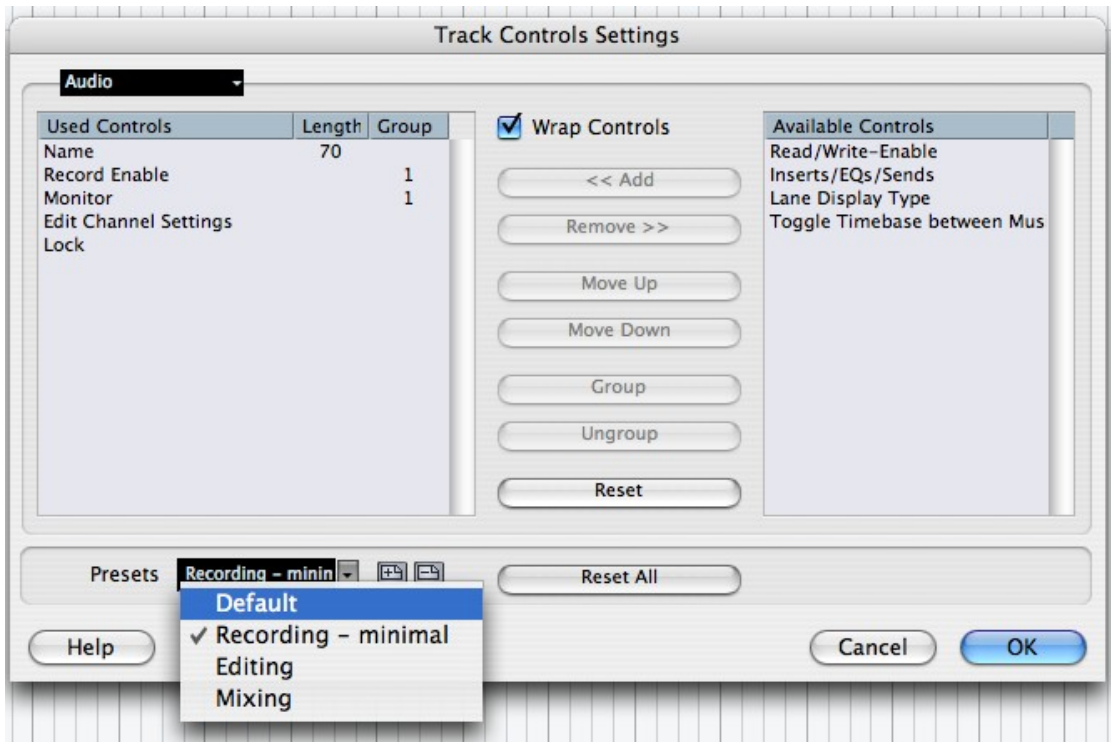 Track Controls Settings
Audio
Used Controls Length Group
Name 70
Record Enable 1
Monitor 1
Edit Channel Settings
Lock
Wrap Controls
<< Add
Remove >>
Move Up
Move Down
Group
Ungroup
Reset
Available Controls
Read/Write-Enable
Inserts/EQs/Sends
Lane Display Type
Toggle Timebase between Mus
Presets Recording – minin
Reset All
Default
Recording – minimal
Editing
Mixing
Help
Cancel
OK